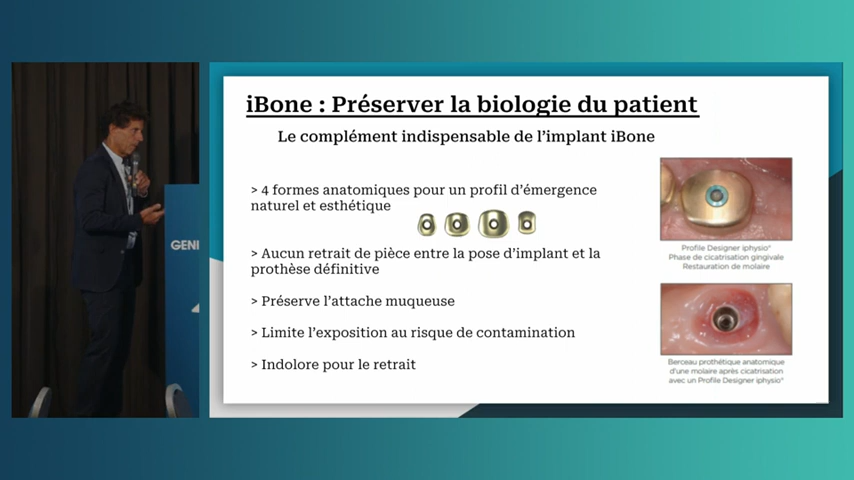 iBone : Préserver la biologie du patient
Le complément indispensable de l'implant iBone
> 4 formes anatomiques pour un profil d'émergence
naturel et esthétique
> Aucun retrait de pièce entre la pose d'implant et la
prothèse définitive
> Préserve l'attache muqueuse
> Limite l'exposition au risque de contamination
> Indolore pour le retrait
Profile Designer iphysio®
Phase de cicatrisation gingivale
Restauration de molaire
Berceau prothétique anatomique
d'une molaire après cicatrisation
avec un Profile Designer iphysio®